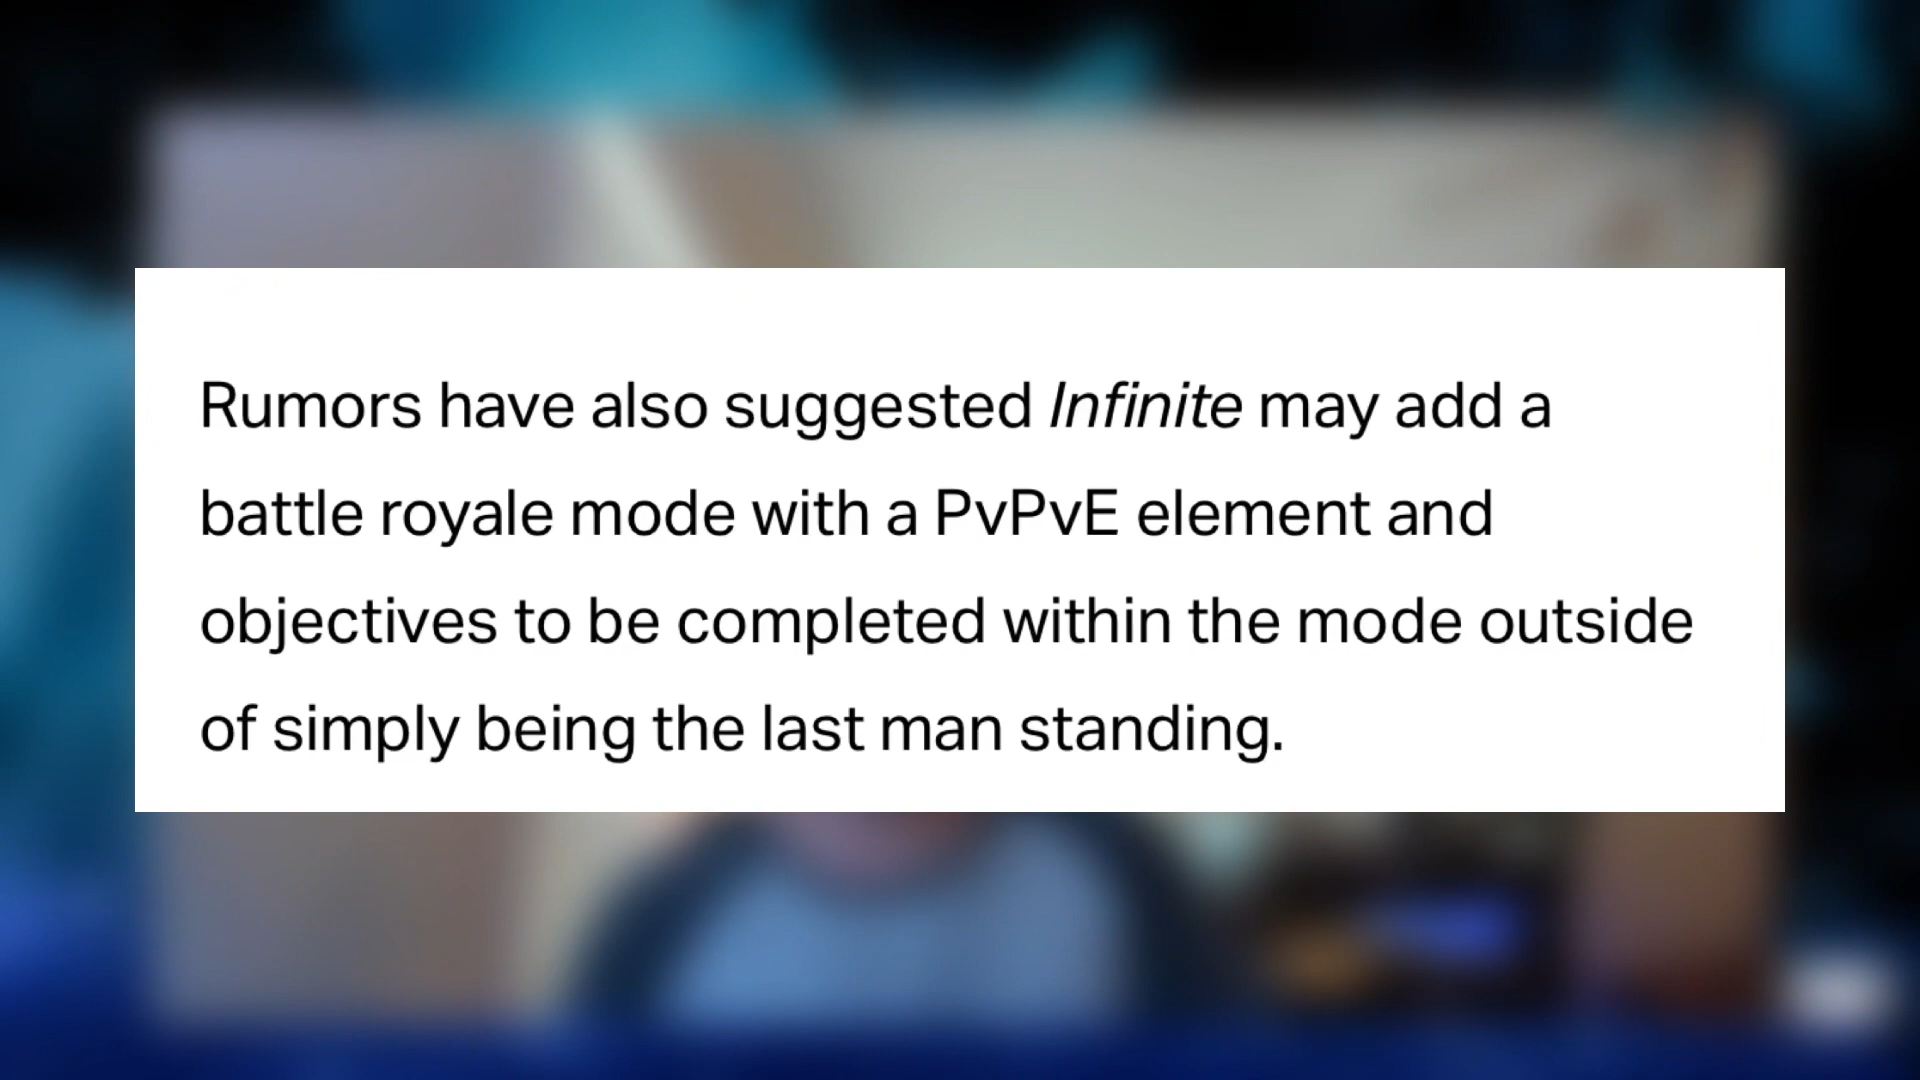 Rumors have also suggested Infinite may add a
battle royale mode with a PvPvE element and
objectives to be completed within the mode outside
of simply being the last man standing.